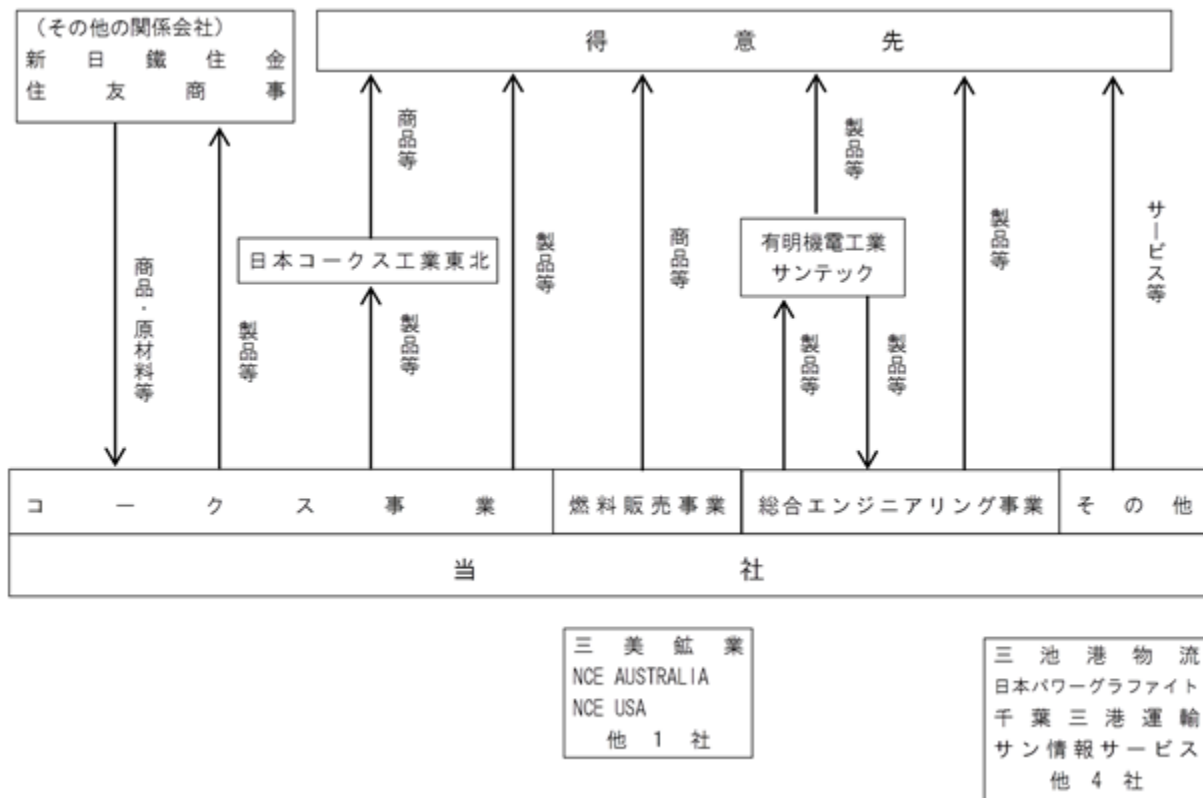 (その他の関係会社)
新日鐵住金
住友商事
得意先
商品等
製品等
日本コークス工業東北
有明機電工業
サンテック
商品・原材料等
製品等
製品等
製品等
商品等
製品等
製品等
製品等
サービス等
コークス事業
燃料販売事業
総合エンジニアリング事業
その他
当社
三美鉱業
NCE AUSTRALIA
NCE USA
他1社
三池港物流
日本パワーグラファイト
千葉三港運輸
サン情報サービス
他4社